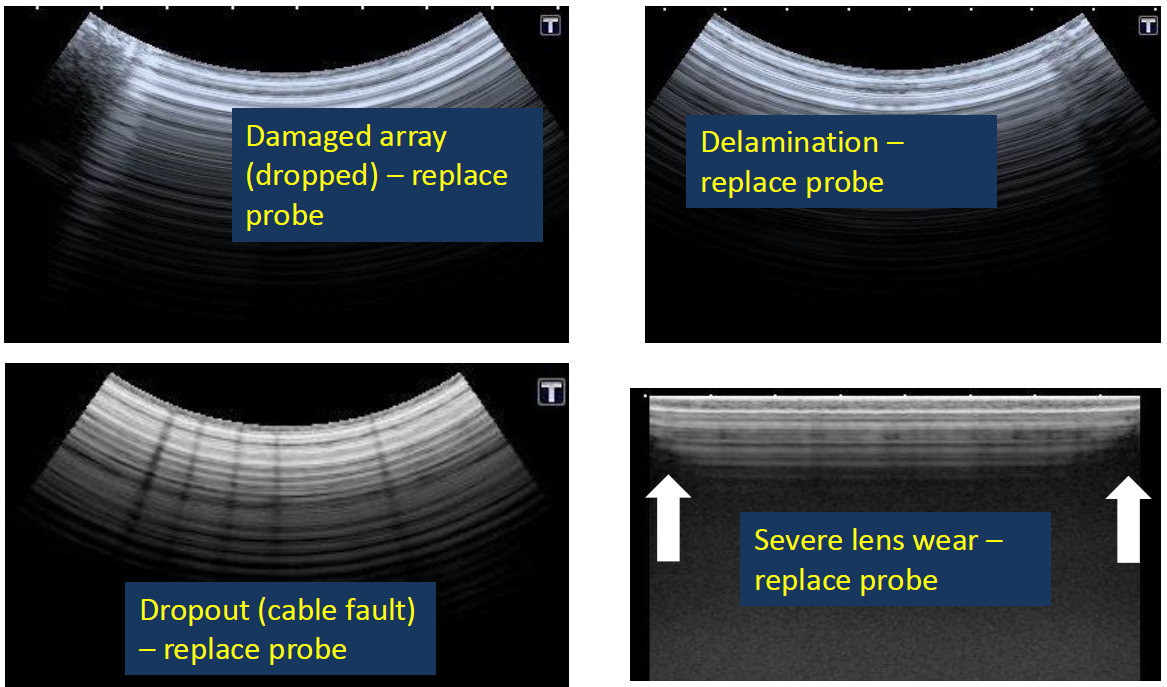 T
T
Damaged array
(dropped) – replace
probe
Delamination –
replace probe
T
Dropout (cable fault)
– replace probe
Severe lens wear –
replace probe